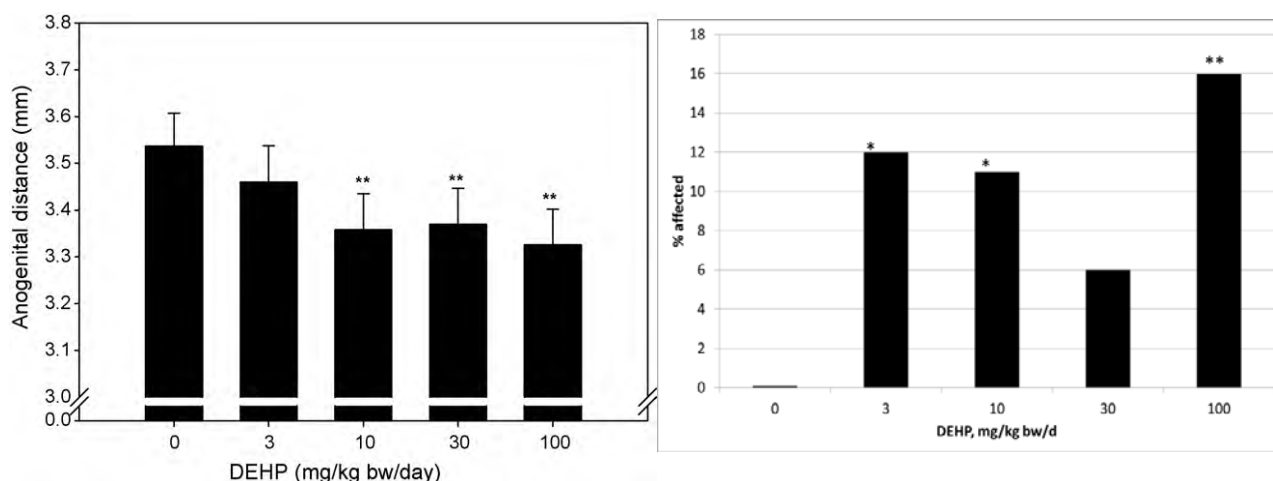 3.8
3.7
3.6
3.5
3.4
3.3
3.2
3.1
3.0
0.0
Anogenital distance (mm)
** ** **
0 3 10 30 100
DEHP (mg/kg bw/day)
18
16
14
12
10
8
6
4
2
0
% affected
* * **
0 3 10 30 100
DEHP, mg/kg bw/d